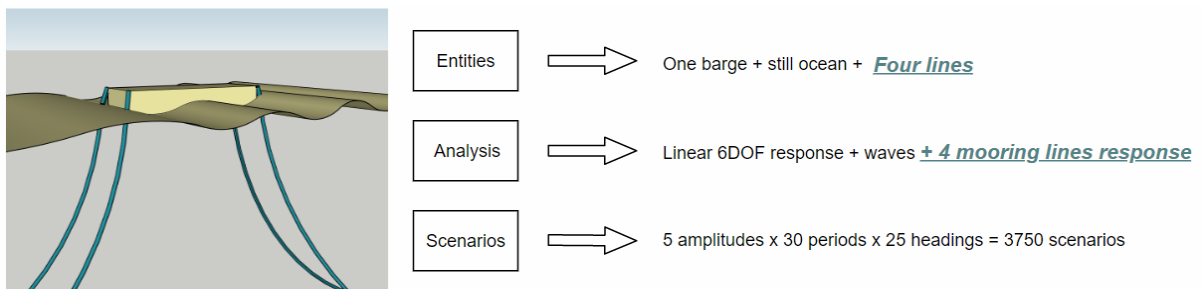 Entities
One barge + still ocean + Four lines
Analysis
Linear 6DOF response + waves + 4 mooring lines response
Scenarios
5 amplitudes x 30 periods x 25 headings = 3750 scenarios